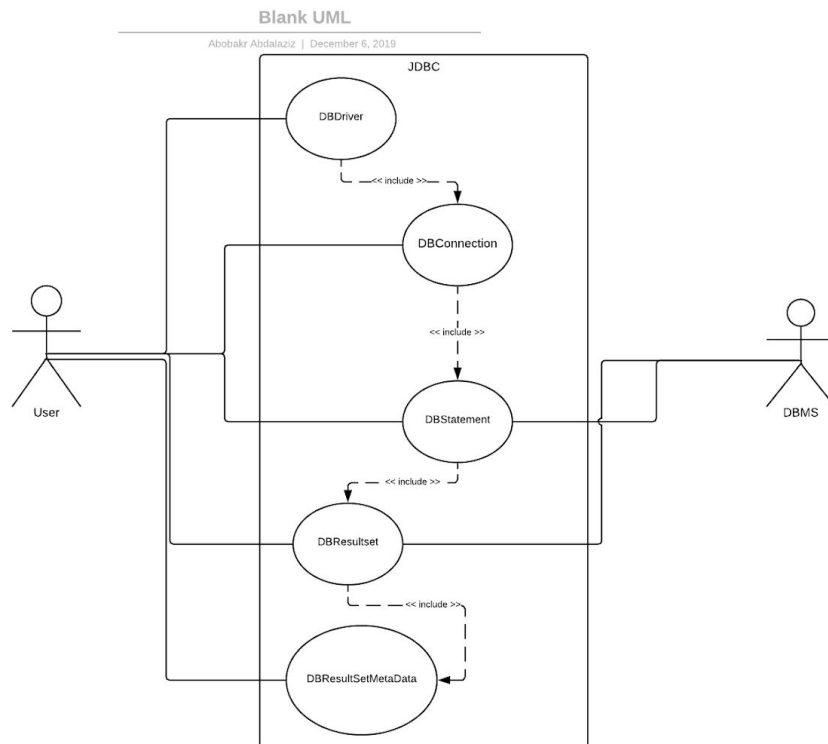 Blank UML
Abobakr Abdalaziz | December 6, 2019
JDBC
DBDriver
<< include >>
DBConnection
<< include >>
DBStatement
User
DBMS
<< include >>
DBResultset
<< include >>
DBResultSetMetaData